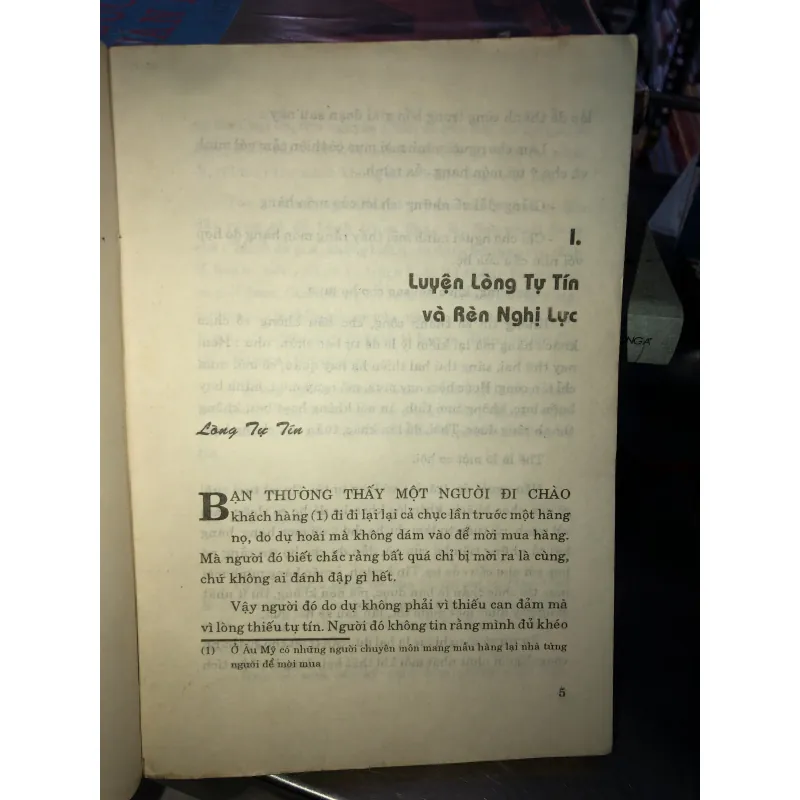 I.
Luyện Lòng Tự Tín
và Rèn Nghị Lực
Lòng Tự Tín
BẠN THƯỜNG THẤY MỘT NGƯỜI ĐI CHÀO
khách hàng (1) đi đi lại lại cả chục lần trước một hãng
nọ, do dự hoài mà không dám vào để mời mua hàng.
Mà người đó biết chắc rằng bất quá chỉ bị mời ra là cùng,
chứ không ai đánh đập gì hết.
Vậy người đó do dự không phải vì thiếu can đảm mà
vì lòng thiếu tự tín. Người đó không tin rằng mình đủ khéo
(1) Ở Âu Mỹ có những người chuyên môn mang mẫu hàng lại nhà từng
người để mời mua
5
NGA